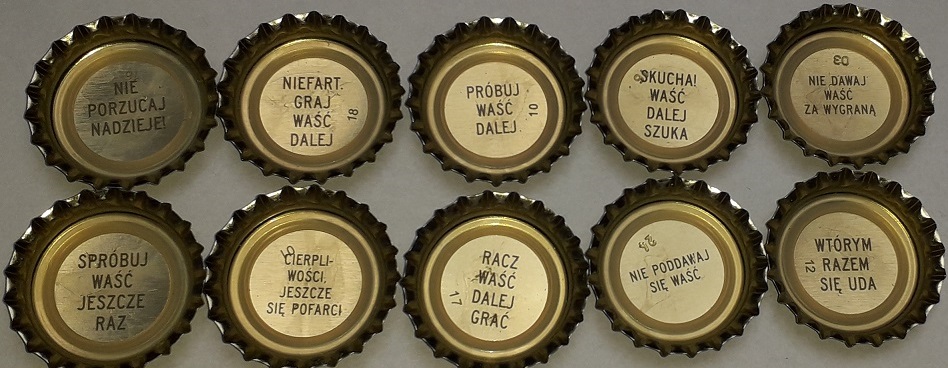 NIE
PORZUCAJ
NADZIEJE!
NIEFART.
GRAJ
WAŚĆ
DALEJ
18
PRÓBUJ
WAŚĆ
DALEJ
10
SKUCHA!
WAŚĆ
DALEJ
SZUKA
03
NIE DAWAJ
WAŚĆ
ZA WYGRANĄ
SPRÓBUJ
WAŚĆ
JESZCZE
RAZ
CIERPLI-
WOŚCI,
JESZCZE
SIĘ POFARCI
RACZ
WAŚĆ
DALEJ
GRAĆ
17
NIE PODDAWAJ
SIĘ WAŚĆ
WTÓRYM
RAZEM
SIĘ UDA
12